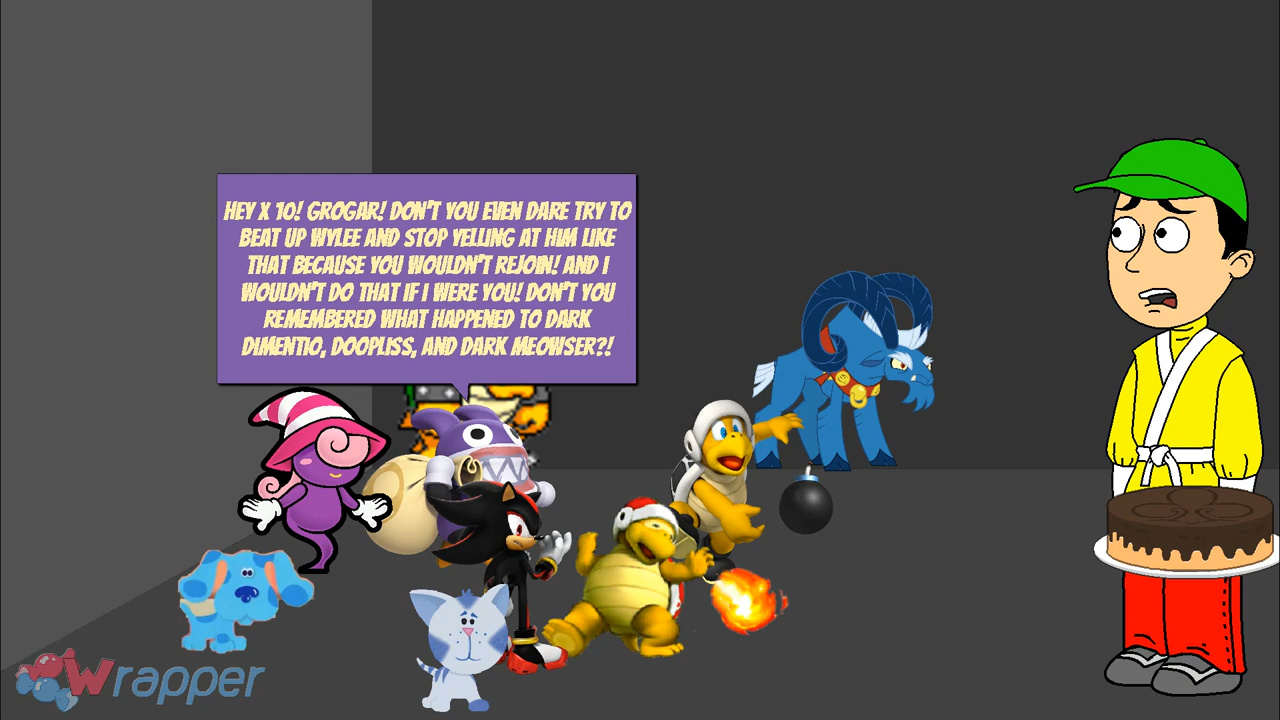 HEY X 10! GROGAR! DON'T YOU EVEN DARE TRY TO
BEAT UP WYLEE AND STOP YELLING AT HIM LIKE
THAT BECAUSE YOU WOULDN'T REJOIN! AND I
WOULDN'T DO THAT IF I WERE YOU! DON'T YOU
REMEMBERED WHAT HAPPENED TO DARK
DIMENTIO, DOOPLISS, AND DARK MEOWSER?!
Wrapper